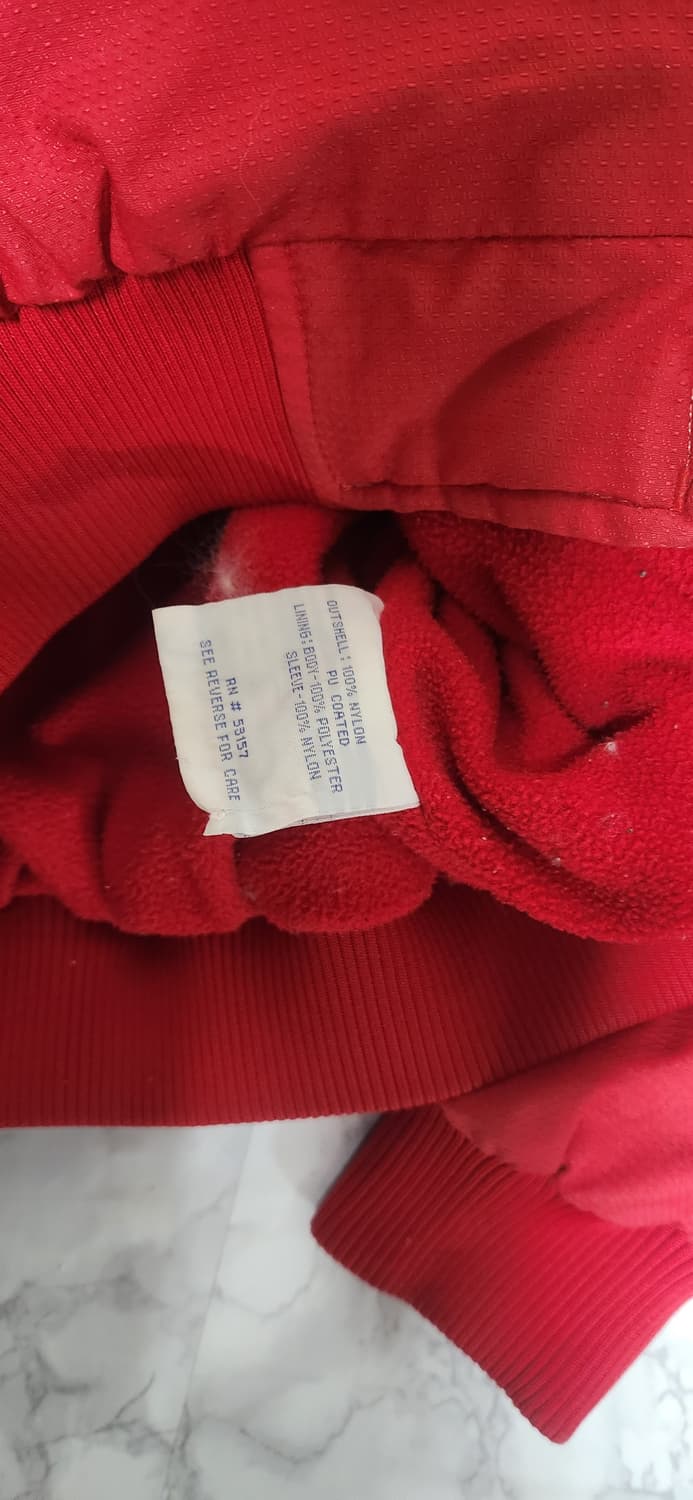 OUTSHELL: 100% NYLON
PU COATED
LINING: BODY-100% POLYESTER
SLEEVE-100% NYLON
RN # 53157
SEE REVERSE FOR CARE